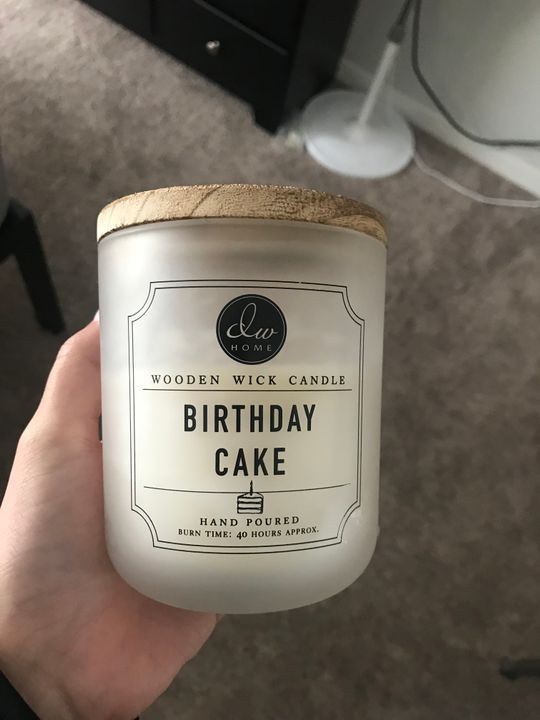 dw
HOME
WOODEN WICK CANDLE
BIRTHDAY
CAKE
HAND POURED
BURN TIME: 40 HOURS APPROX.